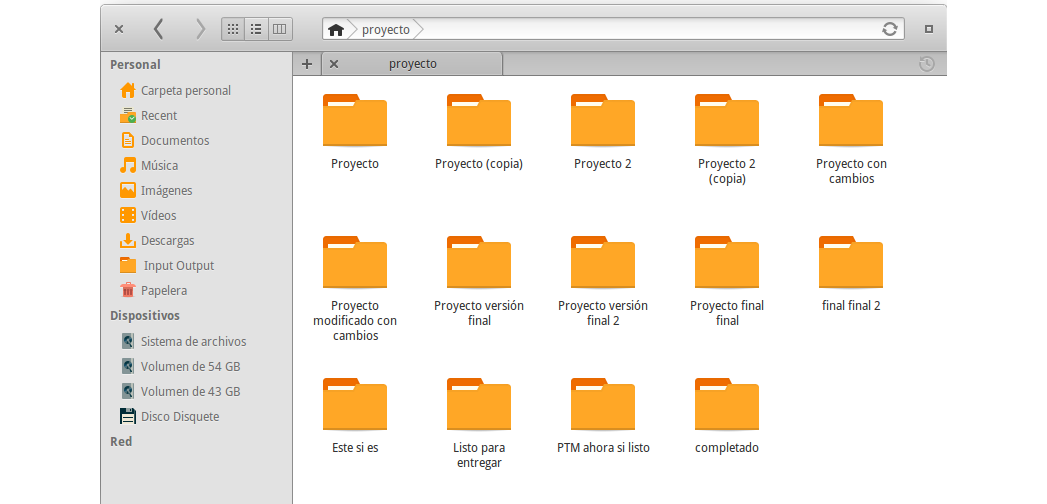 proyecto
proyecto
Personal
Carpeta personal
Recent
Documentos
Música
Imágenes
Vídeos
Descargas
Input Output
Papelera
Dispositivos
Sistema de archivos
Volumen de 54 GB
Volumen de 43 GB
Disco Disquete
Red
Proyecto
Proyecto (copia)
Proyecto 2
Proyecto 2
(copia)
Proyecto con
cambios
Proyecto
modificado con
cambios
Proyecto versión
final
Proyecto versión
final 2
Proyecto final
final
final final 2
Este si es
Listo para
entregar
PTM ahora si listo
completado